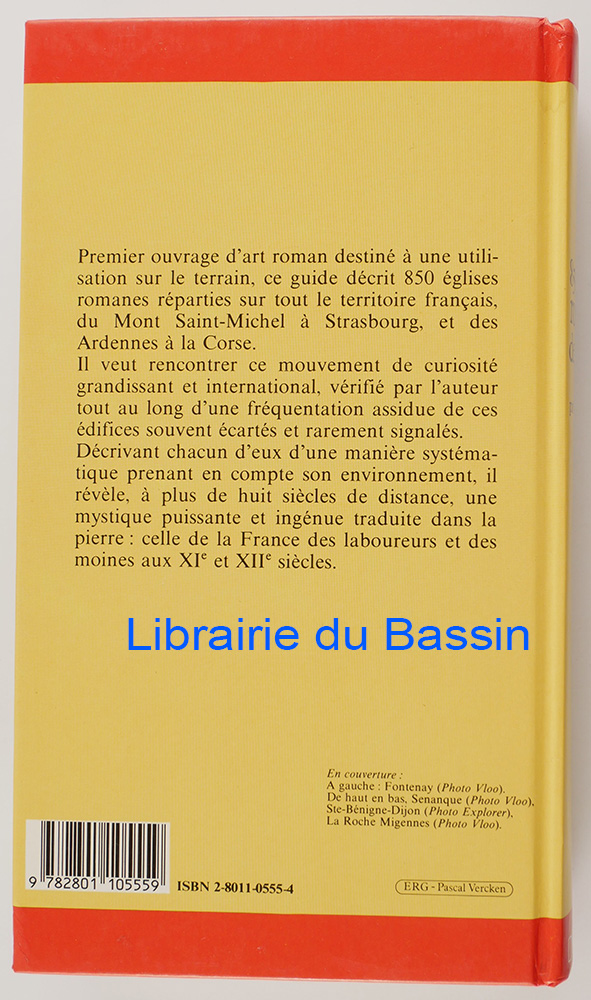 Premier ouvrage d'art roman destiné à une utili-
sation sur le terrain, ce guide décrit 850 églises
romanes réparties sur tout le territoire français,
du Mont Saint-Michel à Strasbourg, et des
Ardennes à la Corse.
Il veut rencontrer ce mouvement de curiosité
grandissant et international, vérifié par l'auteur
tout au long d'une fréquentation assidue de ces
édifices souvent écartés et rarement signalés.
Décrivant chacun d'eux d'une manière systéma-
tique prenant en compte son environnement, il
révèle, à plus de huit siècles de distance, une
mystique puissante et ingénue traduite dans la
pierre : celle de la France des laboureurs et des
moines aux XIe et XIIe siècles.
Librairie du Bassin
En couverture :
A gauche : Fontenay (Photo Vloo).
De haut en bas, Senanque (Photo Vloo),
Ste-Bénigne-Dijon (Photo Explorer),
La Roche Migennes (Photo Vloo).
9 782801 105559
ISBN 2-8011-0555-4
ERG - Pascal Vercken